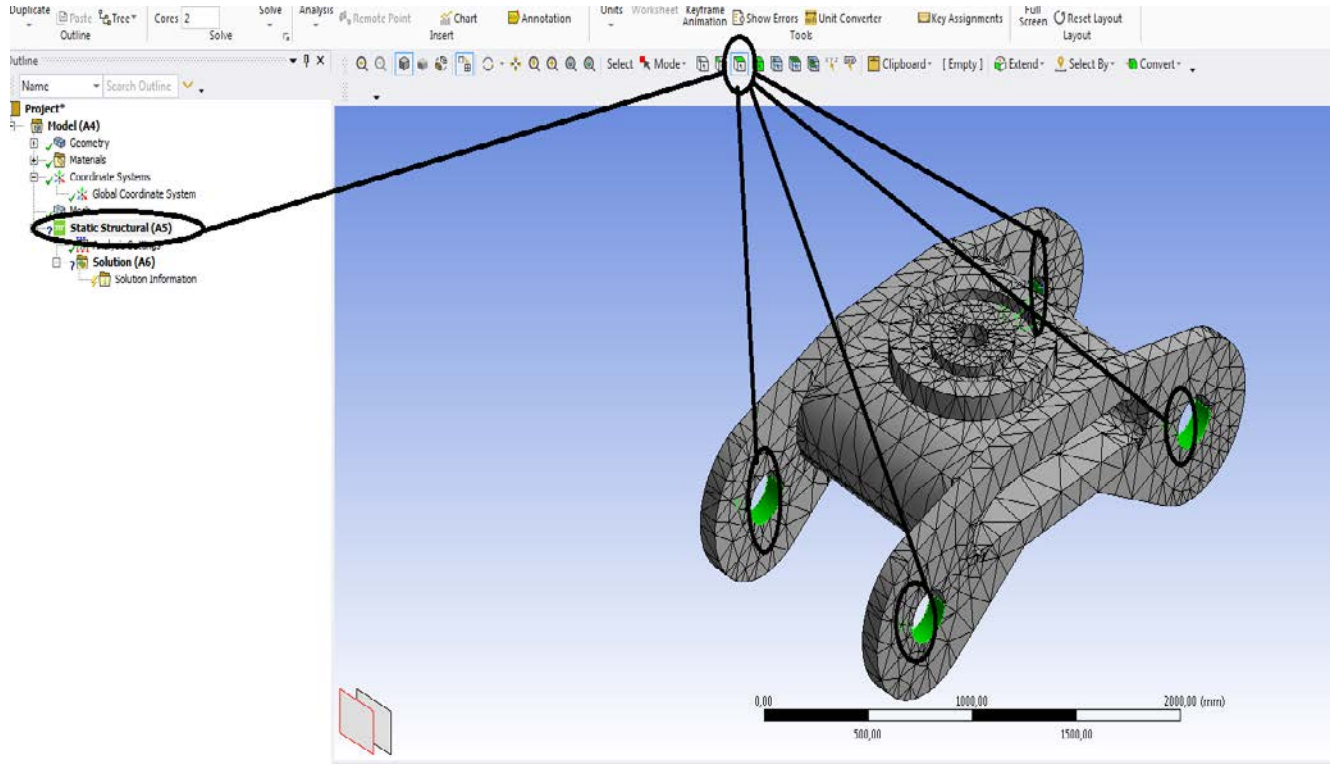 Duplicate Paste Tree Cores 2 Solve Analysis Remote Point Chart Annotation Units Worksheet Keyframe Animation Show Errors Unit Converter Key Assignments Full Screen Reset Layout
Outline Solve Insert Tools Layout
Outline Select Mode Clipboard [Empty] Extend Select By Convert
Name Search Outline
Project*
Model (A4)
Geometry
Materials
Coordinate Systems
Global Coordinate System
Static Structural (A5)
Solution (A6)
Solution Information
0,00 1000,00 2000,00 (mm)
500,00 1500,00